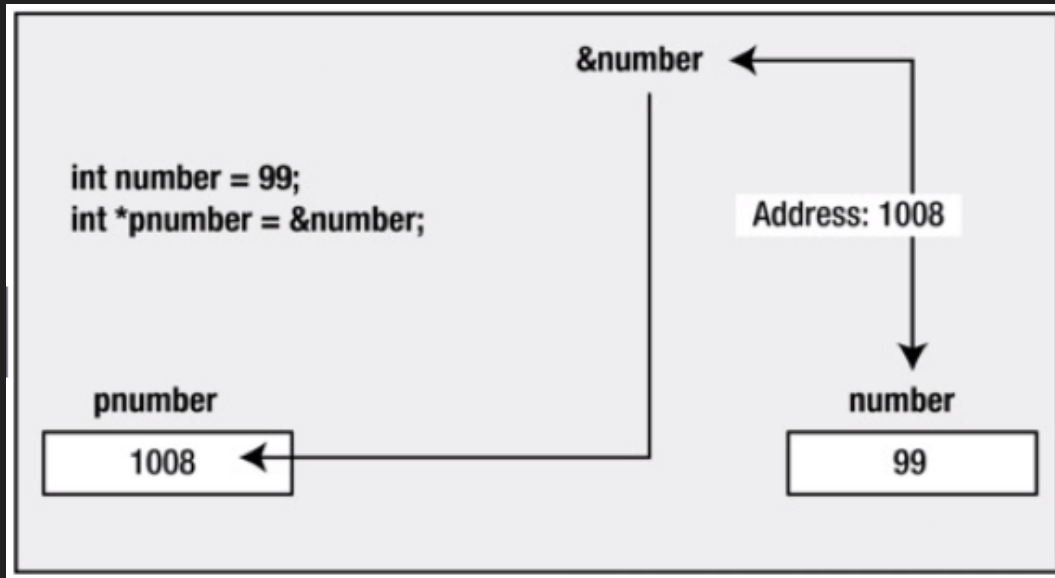 &number
int number = 99;
int *pnumber = &number;
Address: 1008
pnumber
number
1008
99